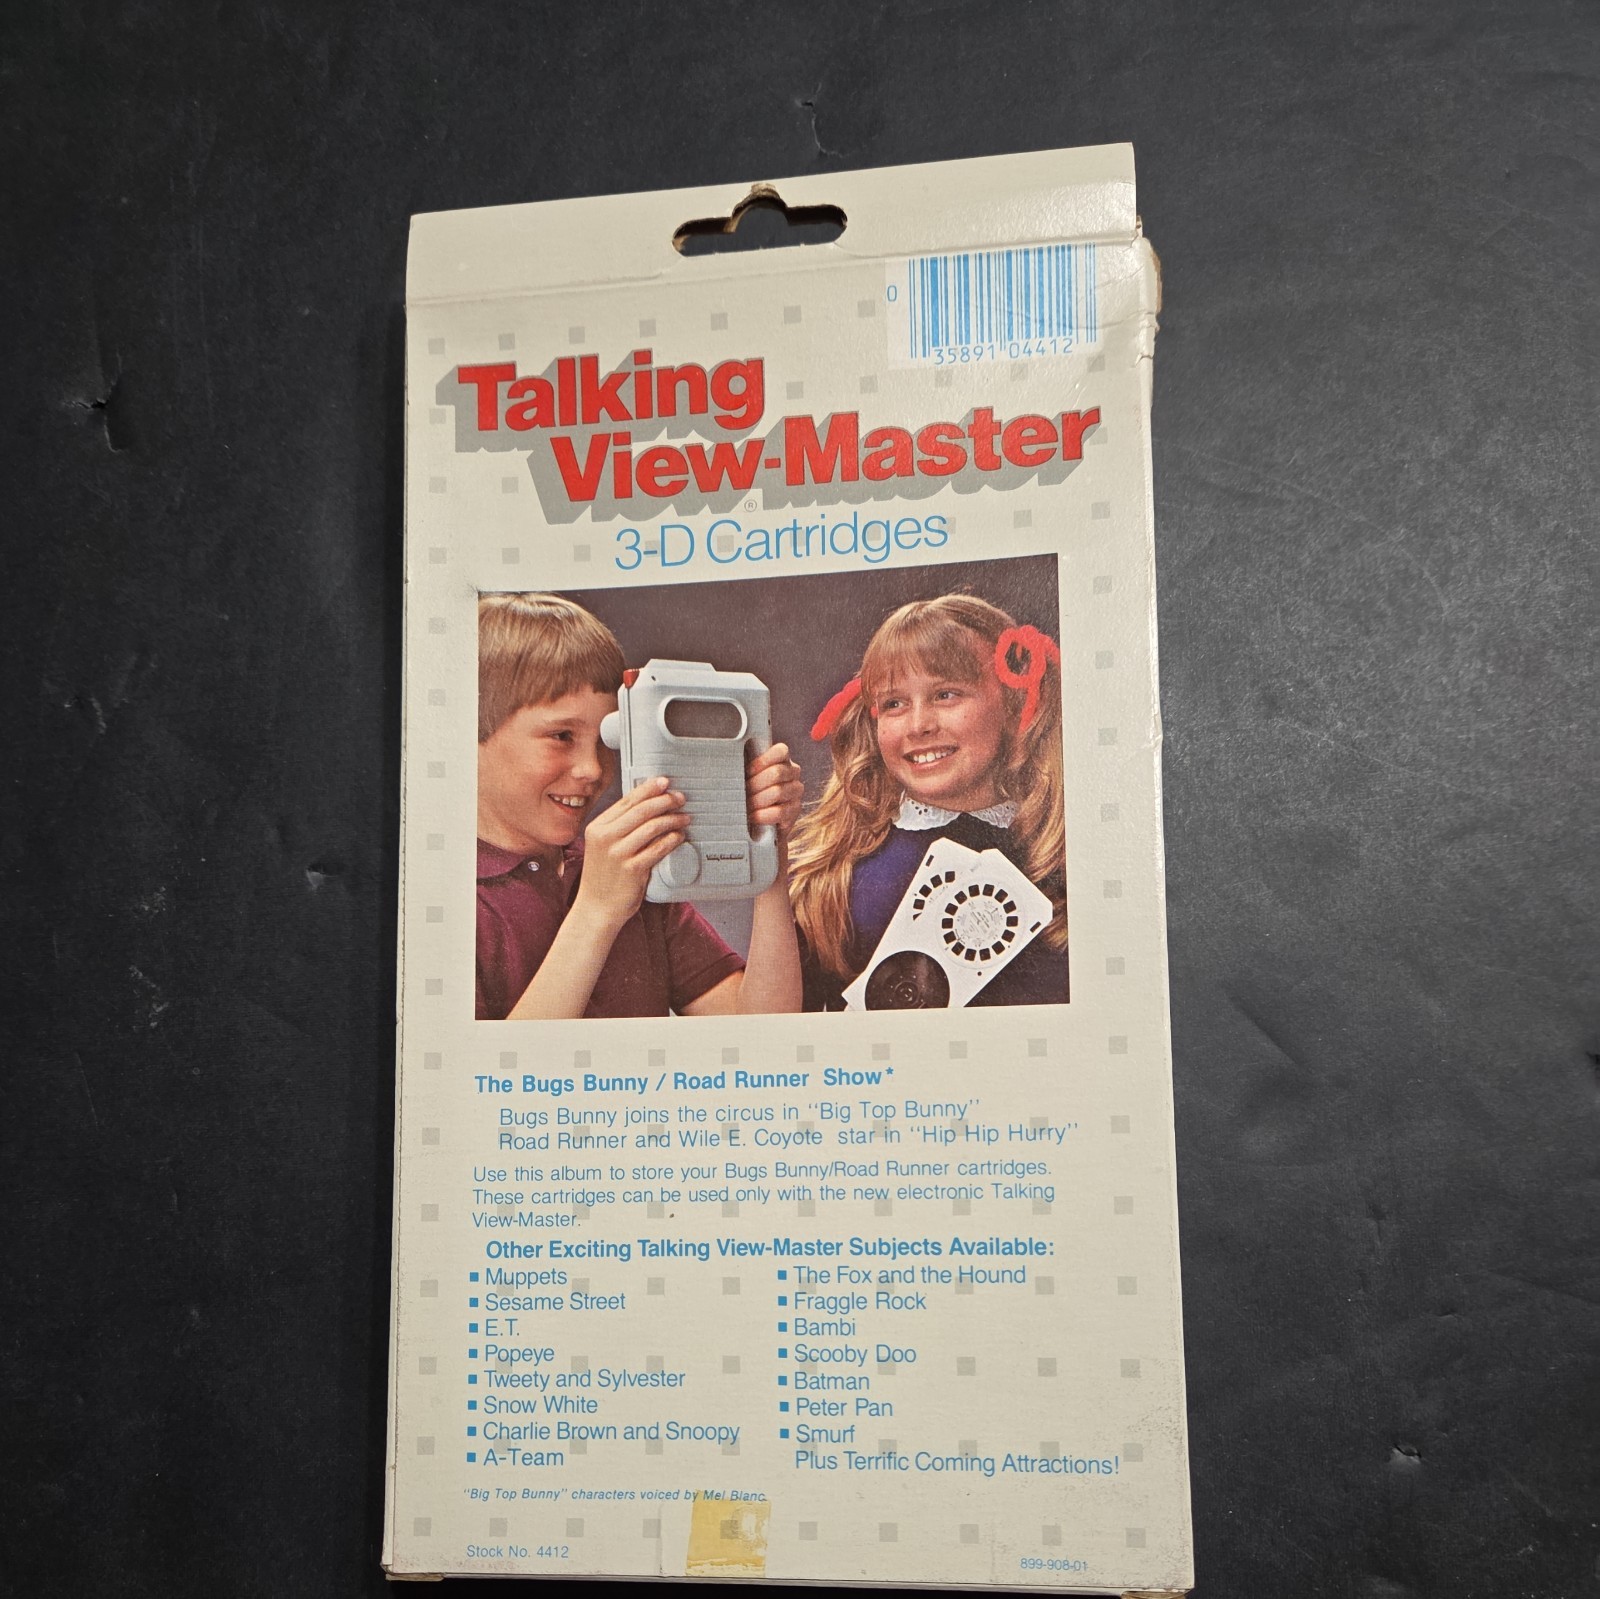 0
35891 04412
Talking
View-Master
®
3-D Cartridges
Talking View-Master
The Bugs Bunny / Road Runner Show*
Bugs Bunny joins the circus in "Big Top Bunny"
Road Runner and Wile E. Coyote star in "Hip Hip Hurry"
Use this album to store your Bugs Bunny/Road Runner cartridges.
These cartridges can be used only with the new electronic Talking
View-Master.
Other Exciting Talking View-Master Subjects Available:
▪ Muppets
▪ Sesame Street
▪ E.T.
▪ Popeye
▪ Tweety and Sylvester
▪ Snow White
▪ Charlie Brown and Snoopy
▪ A-Team
▪ The Fox and the Hound
▪ Fraggle Rock
▪ Bambi
▪ Scooby Doo
▪ Batman
▪ Peter Pan
▪ Smurf
Plus Terrific Coming Attractions!
"Big Top Bunny" characters voiced by Mel Blanc
Stock No. 4412
899-908-01